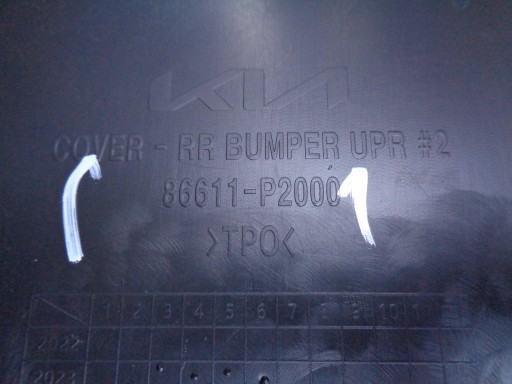 KIA
COVER - RR BUMPER UPR #2
86611-P2000
>TPO<
1 2 3 4 5 6 7 8 9 10 11
2022
2023